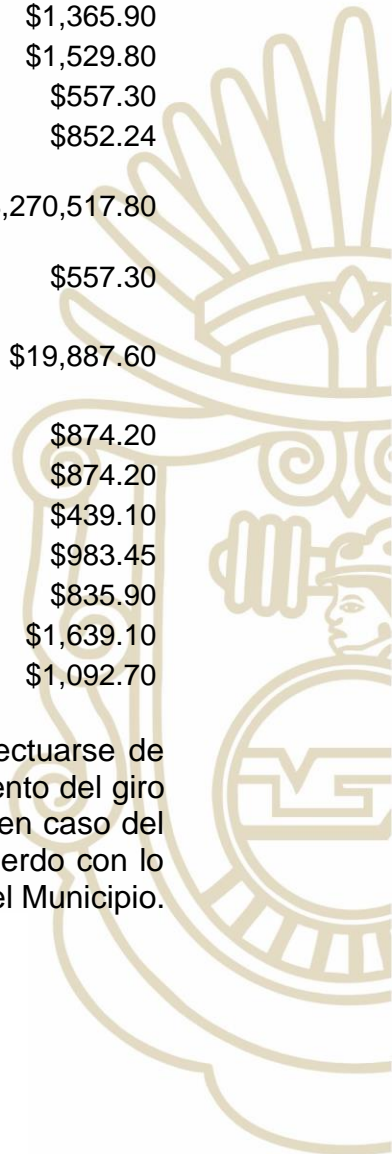 $1,365.90
$1,529.80
$557.30
$852.24
,270,517.80
$557.30
$19,887.60
$874.20
$874.20
$439.10
$983.45
$835.90
$1,639.10
$1,092.70
ectuarse de
ento del giro
en caso del
erdo con lo
el Municipio.